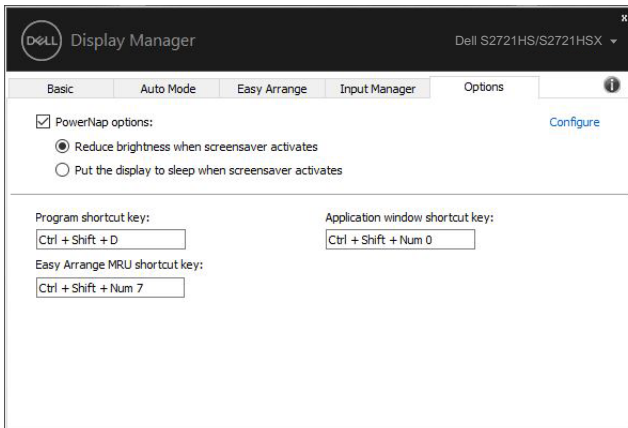 x
DELL Display Manager
Dell S2721HS/S2721HSX
Basic Auto Mode Easy Arrange Input Manager Options
PowerNap options: Configure
Reduce brightness when screensaver activates
Put the display to sleep when screensaver activates
Program shortcut key: Application window shortcut key:
Ctrl + Shift + D Ctrl + Shift + Num 0
Easy Arrange MRU shortcut key:
Ctrl + Shift + Num 7